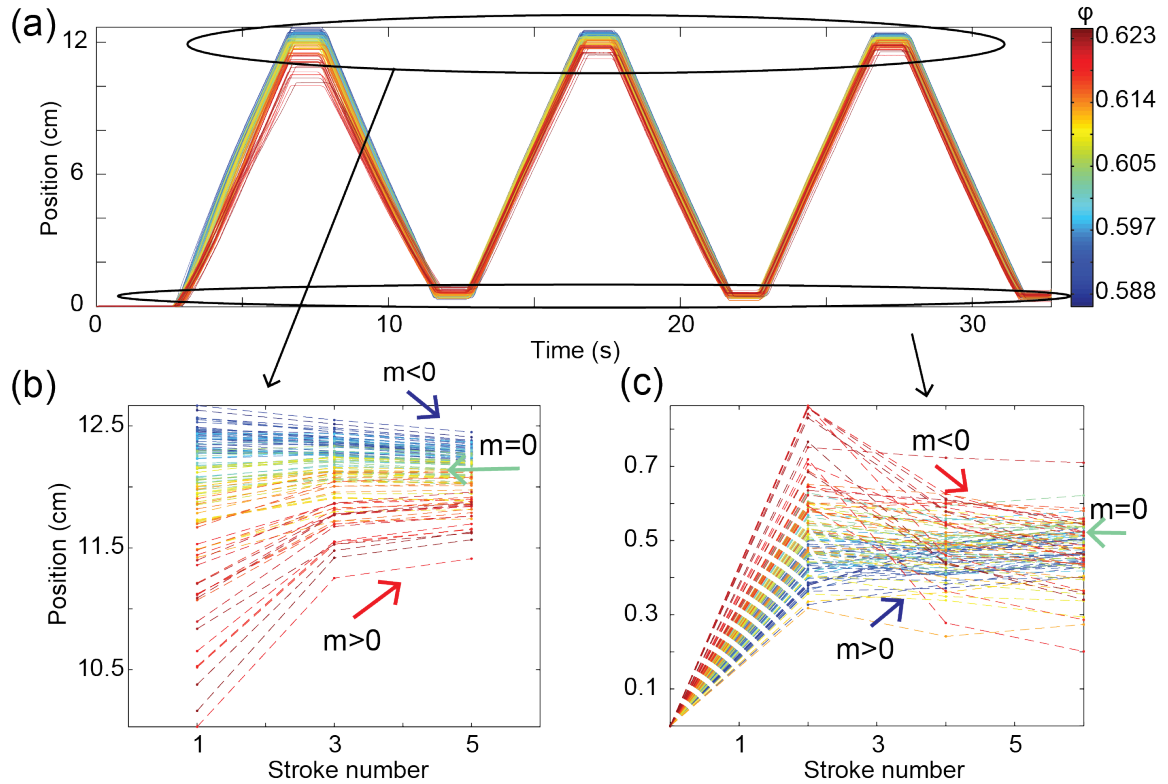 (a)
φ
12
6
0
Position (cm)
0
10
20
30
Time (s)
0.623
0.614
0.605
0.597
0.588
(b)
m<0
m=0
m>0
12.5
11.5
10.5
Position (cm)
1
3
5
Stroke number
(c)
m<0
m=0
m>0
0.7
0.5
0.3
0.1
1
3
5
Stroke number